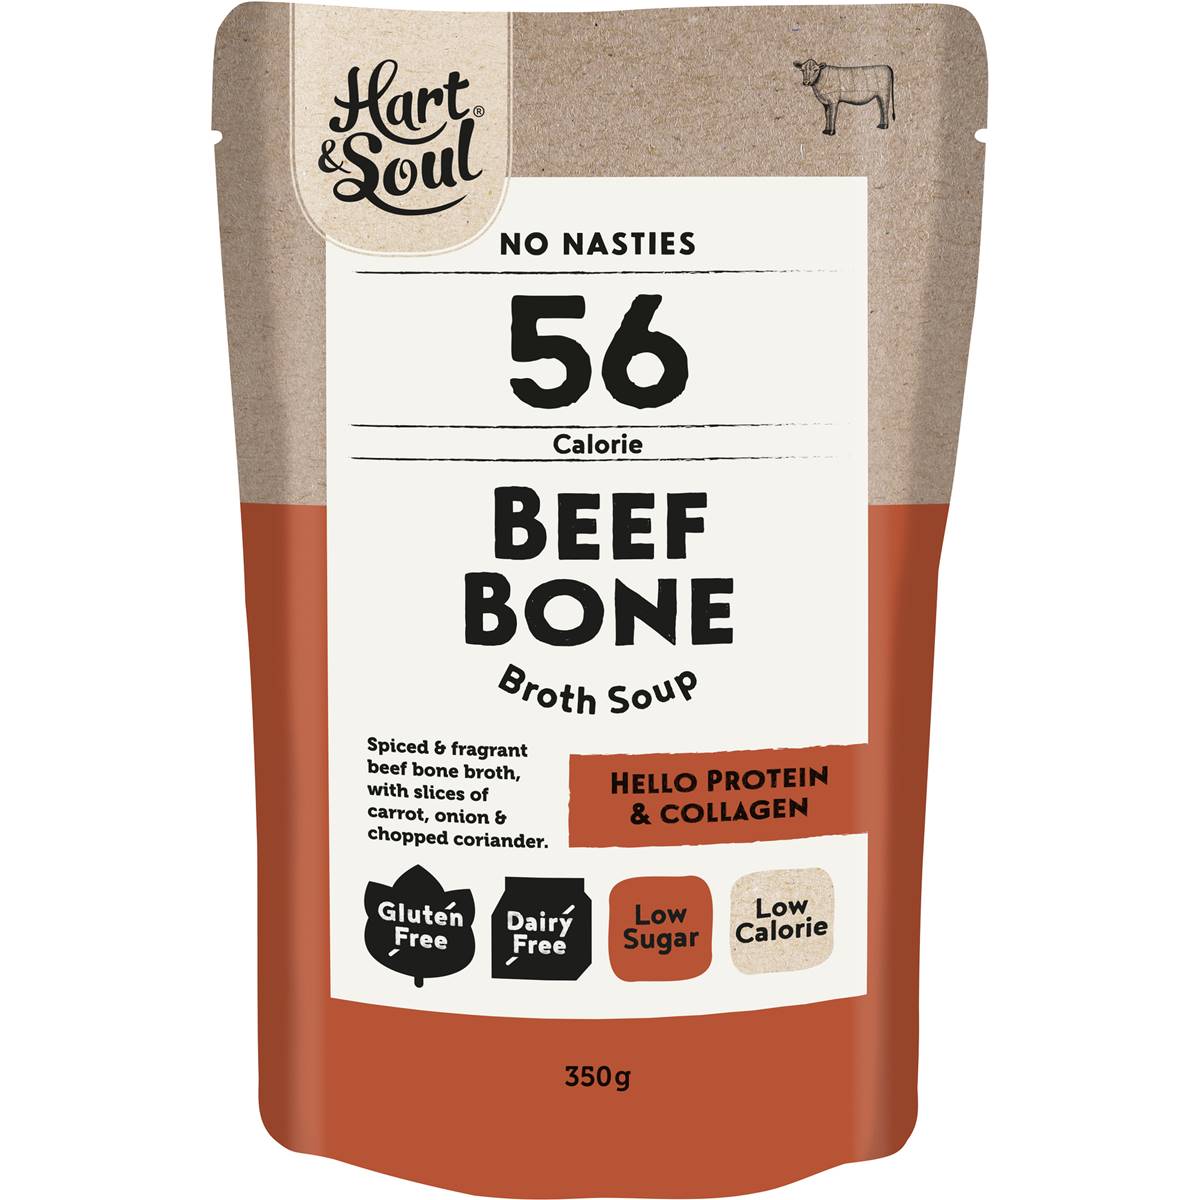 Hart®
& Soul
NO NASTIES
56
Calorie
BEEF
BONE
Broth Soup
Spiced & fragrant
beef bone broth,
with slices of
carrot, onion &
chopped coriander.
HELLO PROTEIN
& COLLAGEN
Gluten
Free
Dairy
Free
Low
Sugar
Low
Calorie
350g